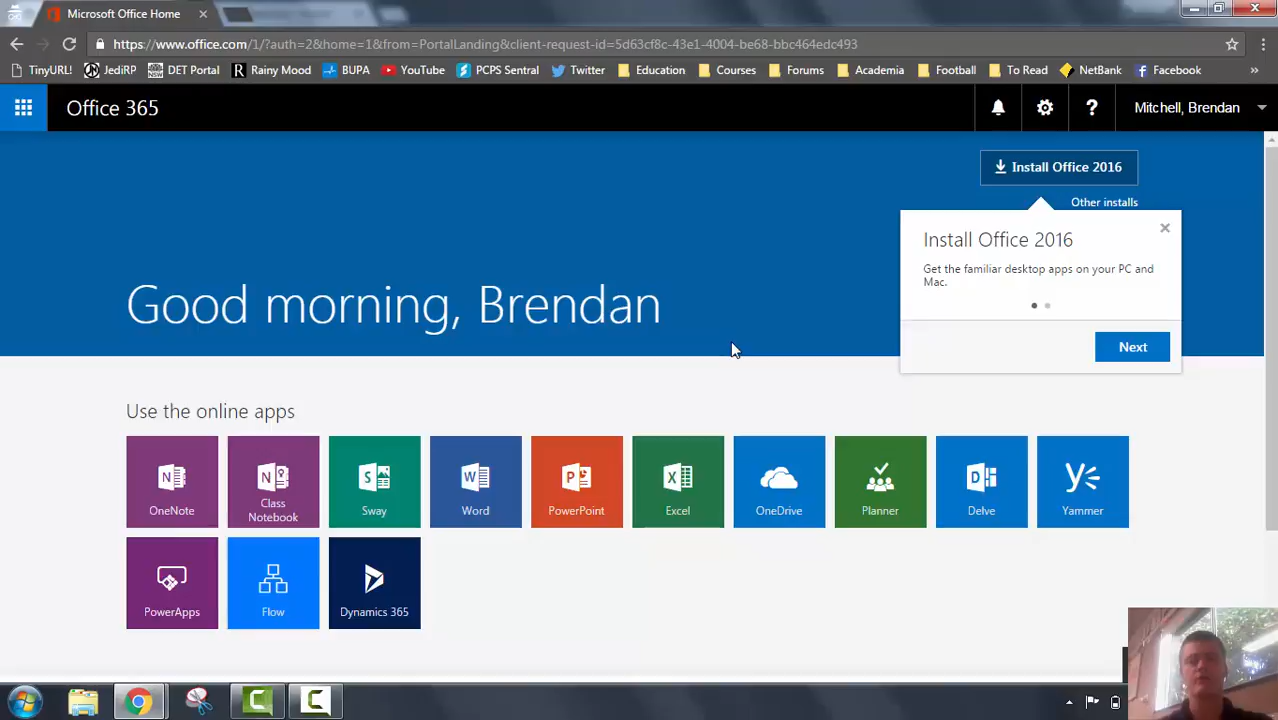 Microsoft Office Home
https://www.office.com/1/?auth=2&home=1&from=PortalLanding&client-request-id=5d63cf8c-43e1-4004-be68-bbc464edc493
TinyURL! JediRP DET Portal Rainy Mood BUPA YouTube PCPS Sentral Twitter Education Courses Forums Academia Football To Read NetBank Facebook »
Office 365 ? Mitchell, Brendan
Install Office 2016
Other installs
Install Office 2016
Get the familiar desktop apps on your PC and
Mac.
Next
Good morning, Brendan
Use the online apps
OneNote Class Notebook Sway Word PowerPoint Excel OneDrive Planner Delve Yammer
PowerApps Flow Dynamics 365